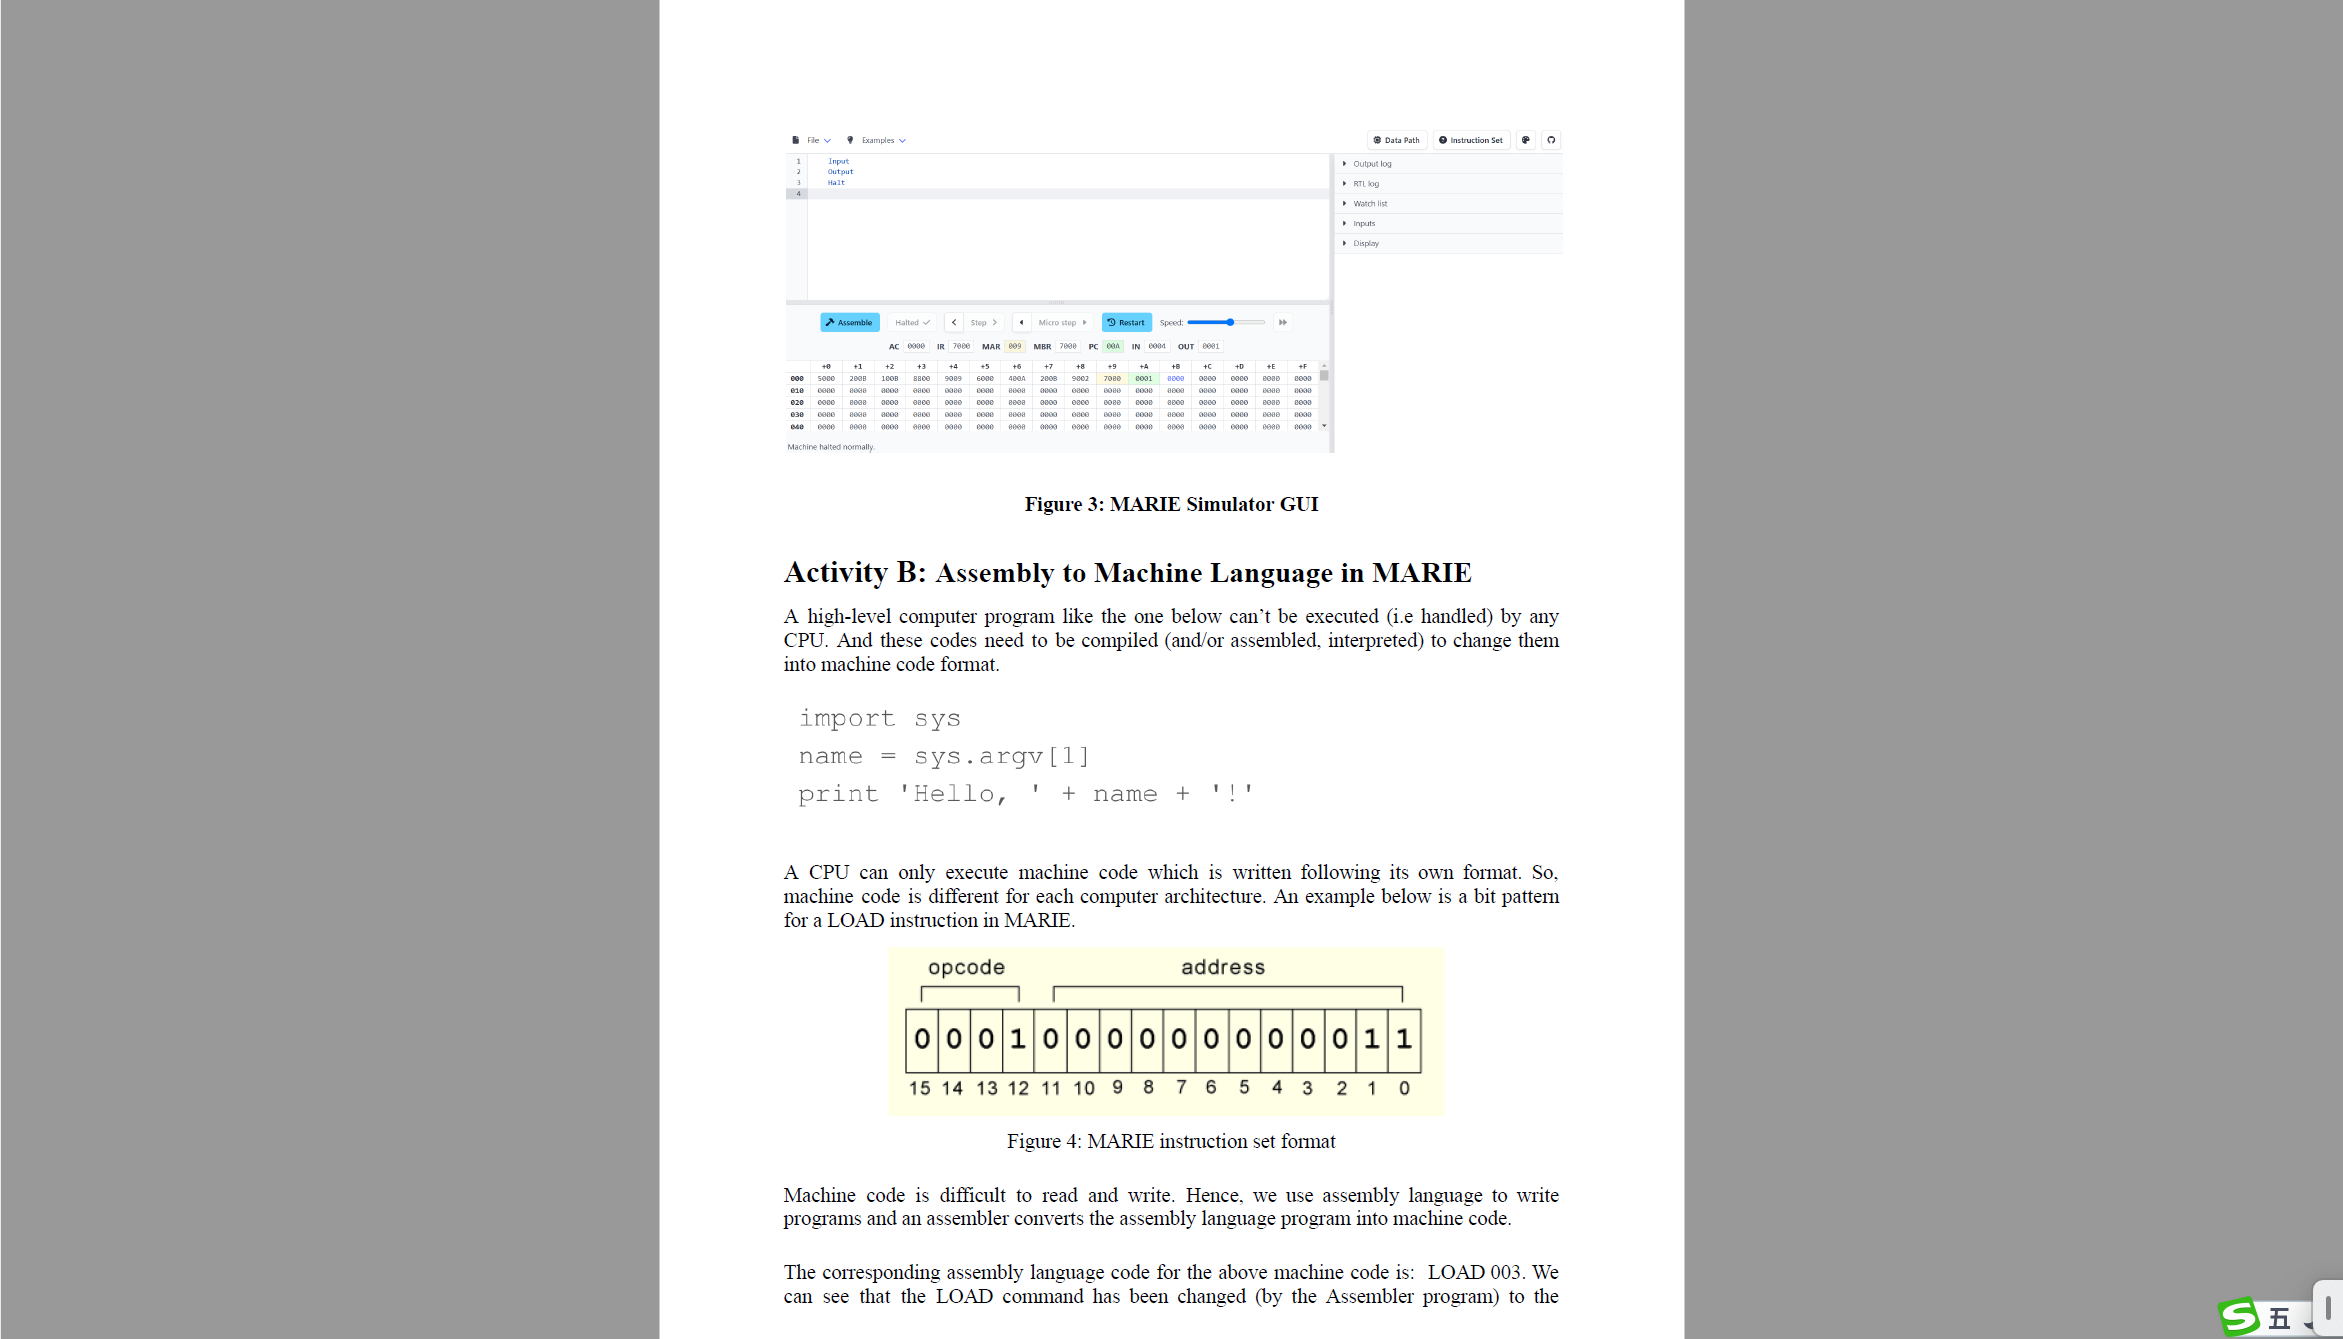 File Examples Data Path Instruction Set
1 Input
2 Output
3 Halt
4
Output log
RTL log
Watch list
Inputs
Display
Assemble Halted Step Micro step Restart Speed:
AC 0000 IR 7000 MAR 009 MBR 7000 PC 00A IN 0004 OUT 0001
+0 +1 +2 +3 +4 +5 +6 +7 +8 +9 +A +B +C +D +E +F
000 5000 200B 100B 8800 9009 6000 400A 200B 9002 7000 0001 0000 0000 0000 0000 0000
010 0000 0000 0000 0000 0000 0000 0000 0000 0000 0000 0000 0000 0000 0000 0000 0000
020 0000 0000 0000 0000 0000 0000 0000 0000 0000 0000 0000 0000 0000 0000 0000 0000
030 0000 0000 0000 0000 0000 0000 0000 0000 0000 0000 0000 0000 0000 0000 0000 0000
040 0000 0000 0000 0000 0000 0000 0000 0000 0000 0000 0000 0000 0000 0000 0000 0000
Machine halted normally.
Figure 3: MARIE Simulator GUI
Activity B: Assembly to Machine Language in MARIE
A high-level computer program like the one below can’t be executed (i.e handled) by any
CPU. And these codes need to be compiled (and/or assembled, interpreted) to change them
into machine code format.
import sys
name = sys.argv[1]
print 'Hello, ' + name + '!'
A CPU can only execute machine code which is written following its own format. So,
machine code is different for each computer architecture. An example below is a bit pattern
for a LOAD instruction in MARIE.
opcode address
0 0 0 1 0 0 0 0 0 0 0 0 0 0 1 1
15 14 13 12 11 10 9 8 7 6 5 4 3 2 1 0
Figure 4: MARIE instruction set format
Machine code is difficult to read and write. Hence, we use assembly language to write
programs and an assembler converts the assembly language program into machine code.
The corresponding assembly language code for the above machine code is: LOAD 003. We
can see that the LOAD command has been changed (by the Assembler program) to the
S 五